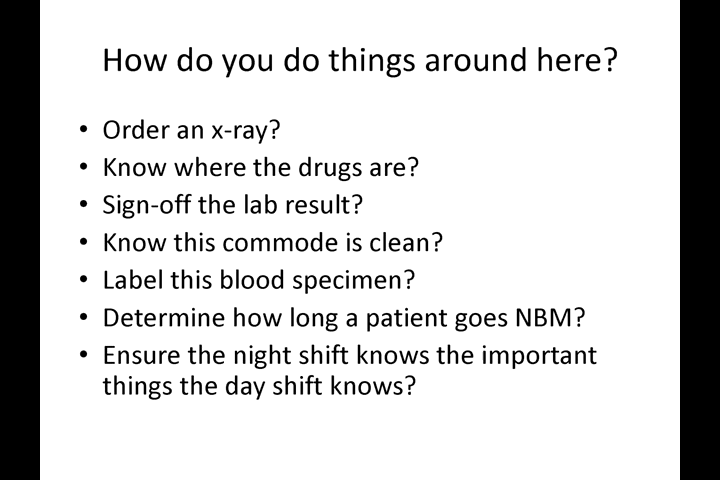 How do you do things around here?
• Order an x-ray?
• Know where the drugs are?
• Sign-off the lab result?
• Know this commode is clean?
• Label this blood specimen?
• Determine how long a patient goes NBM?
• Ensure the night shift knows the important
things the day shift knows?